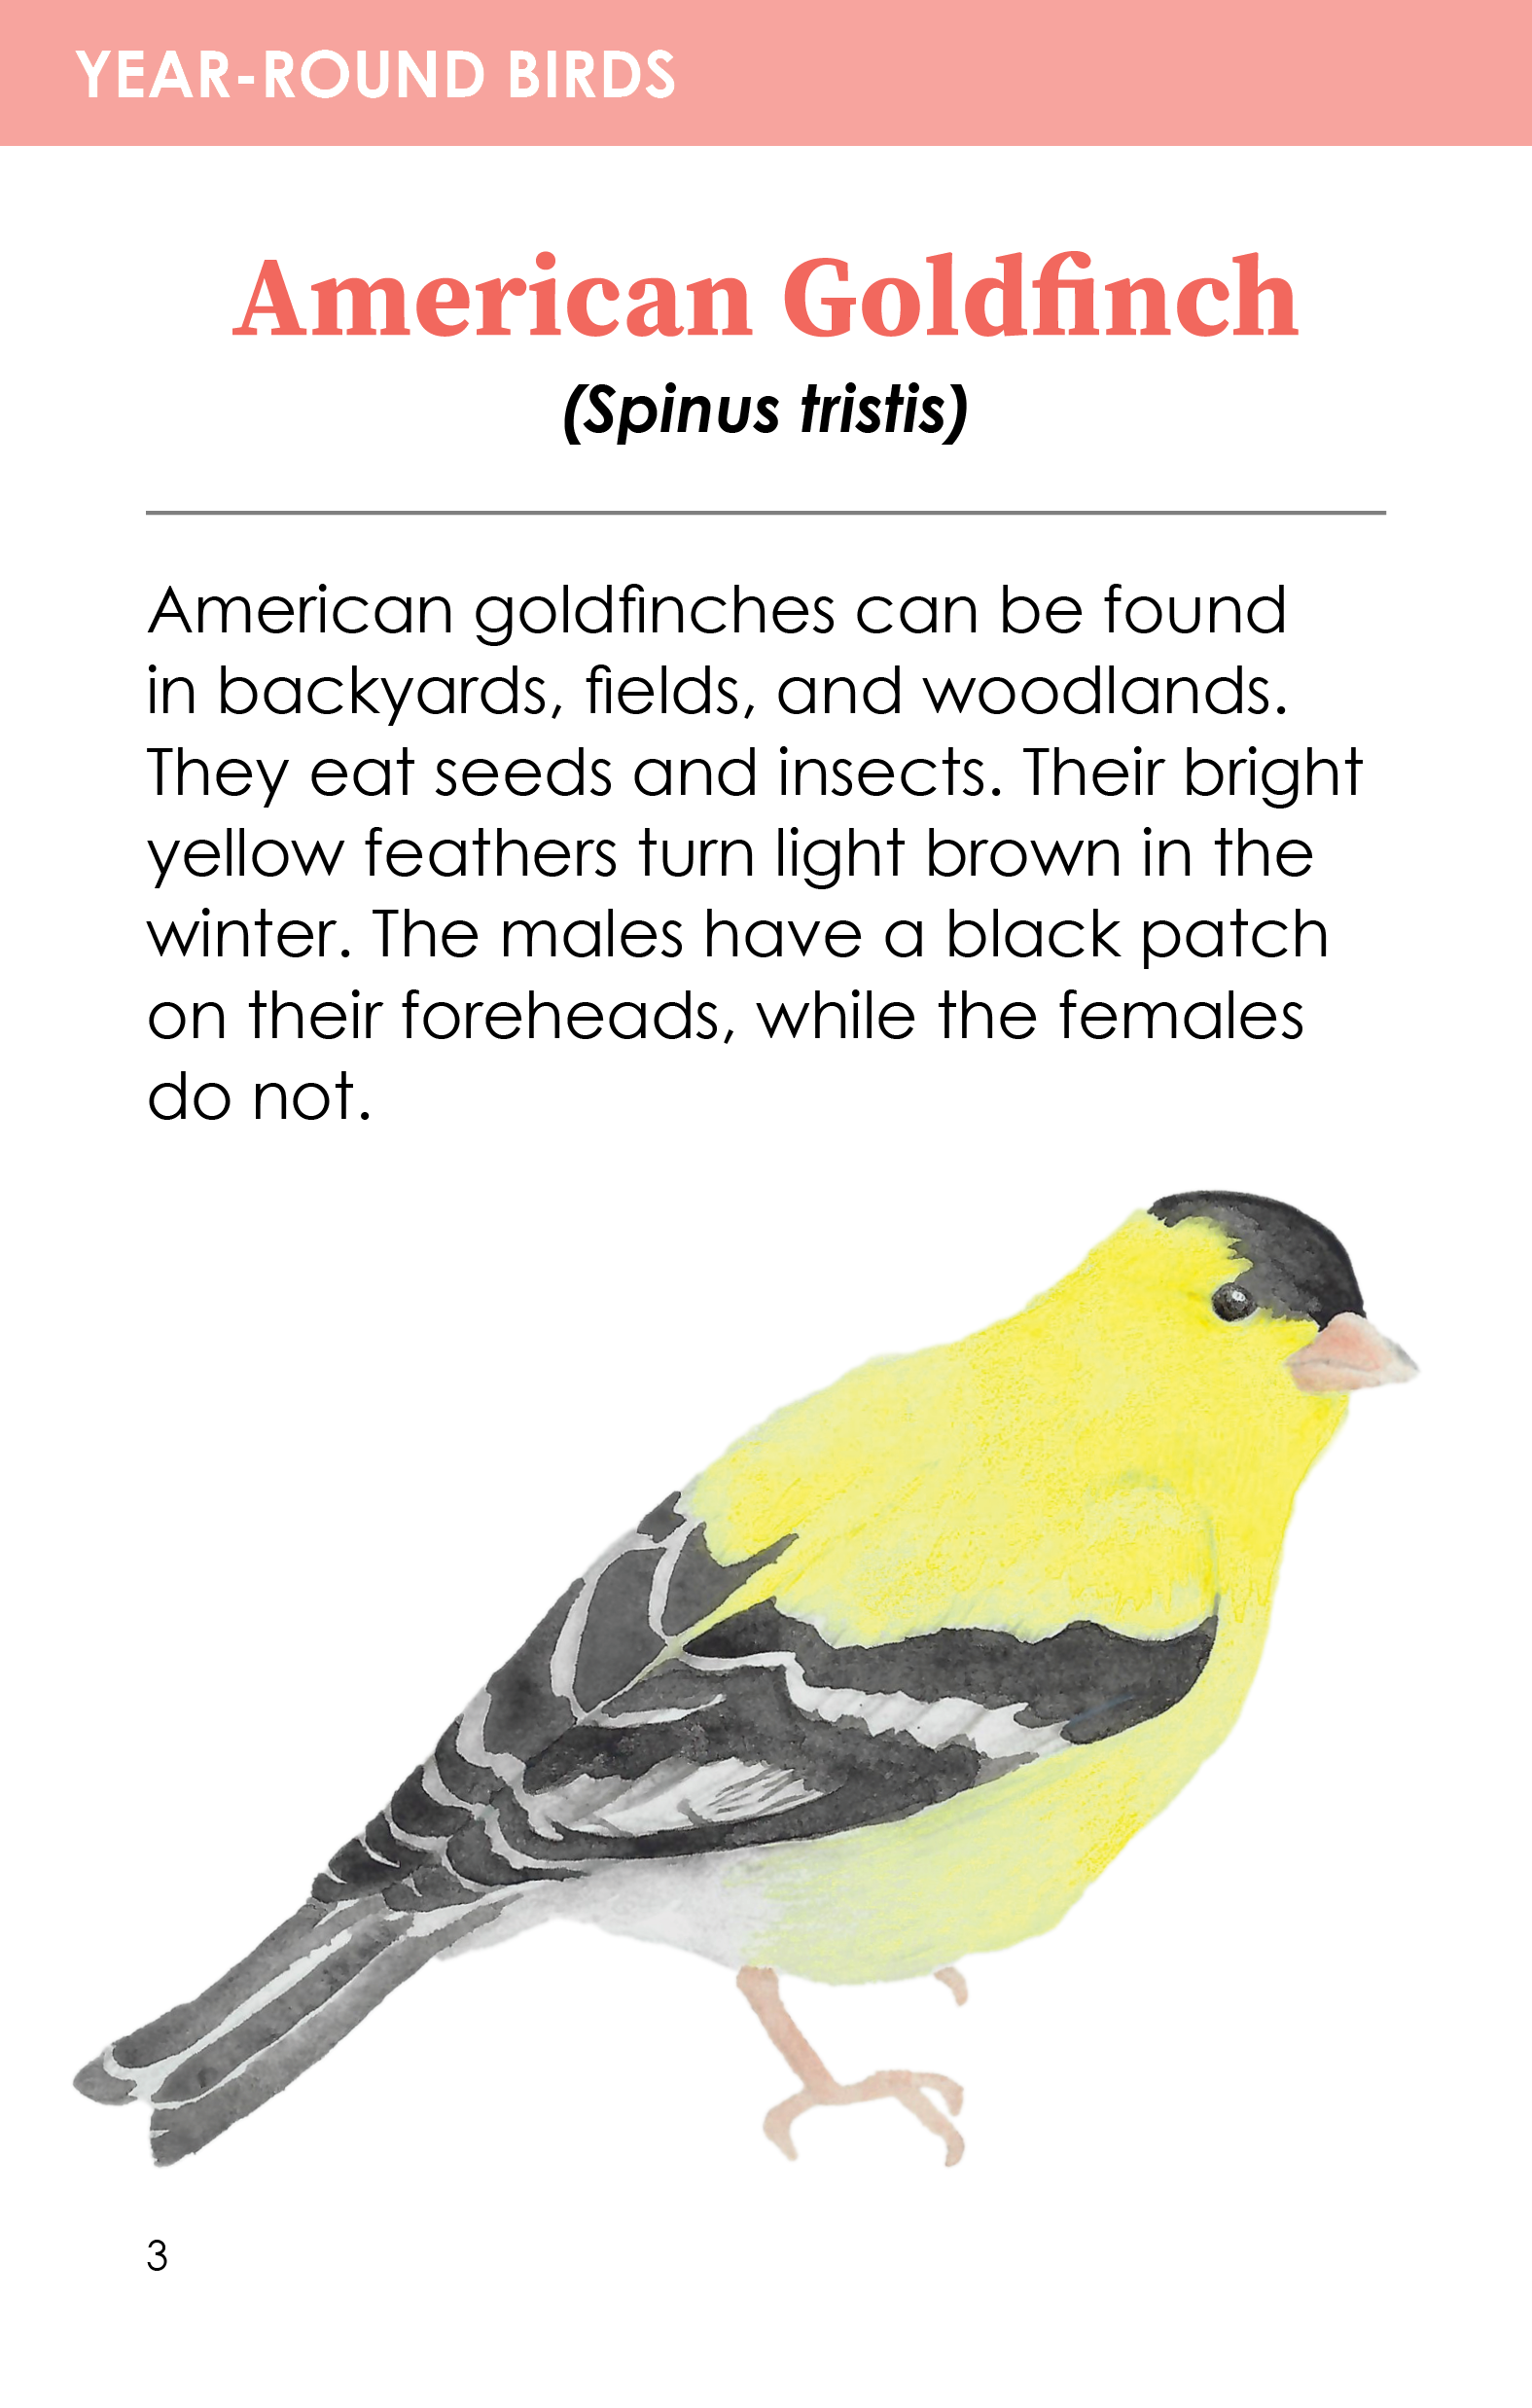 YEAR-ROUND BIRDS
American Goldfinch
(Spinus tristis)
American goldfinches can be found
in backyards, fields, and woodlands.
They eat seeds and insects. Their bright
yellow feathers turn light brown in the
winter. The males have a black patch
on their foreheads, while the females
do not.
3